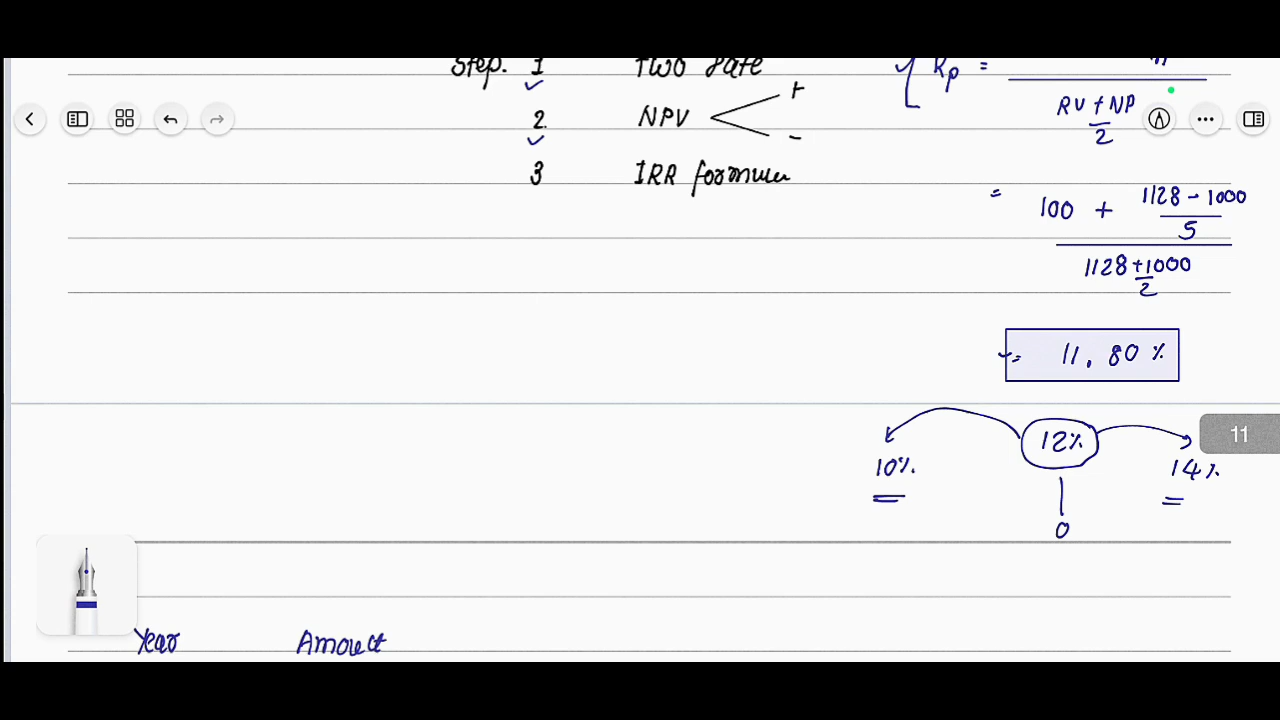 Step. 1 Two rate
2. NPV + -
3 IRR formula
Kp =
RV + NP
2
= 100 + 1128 - 1000
5
1128 + 1000
2
= 11.80 %
12%
10%. 14%
0
11
Year Amount